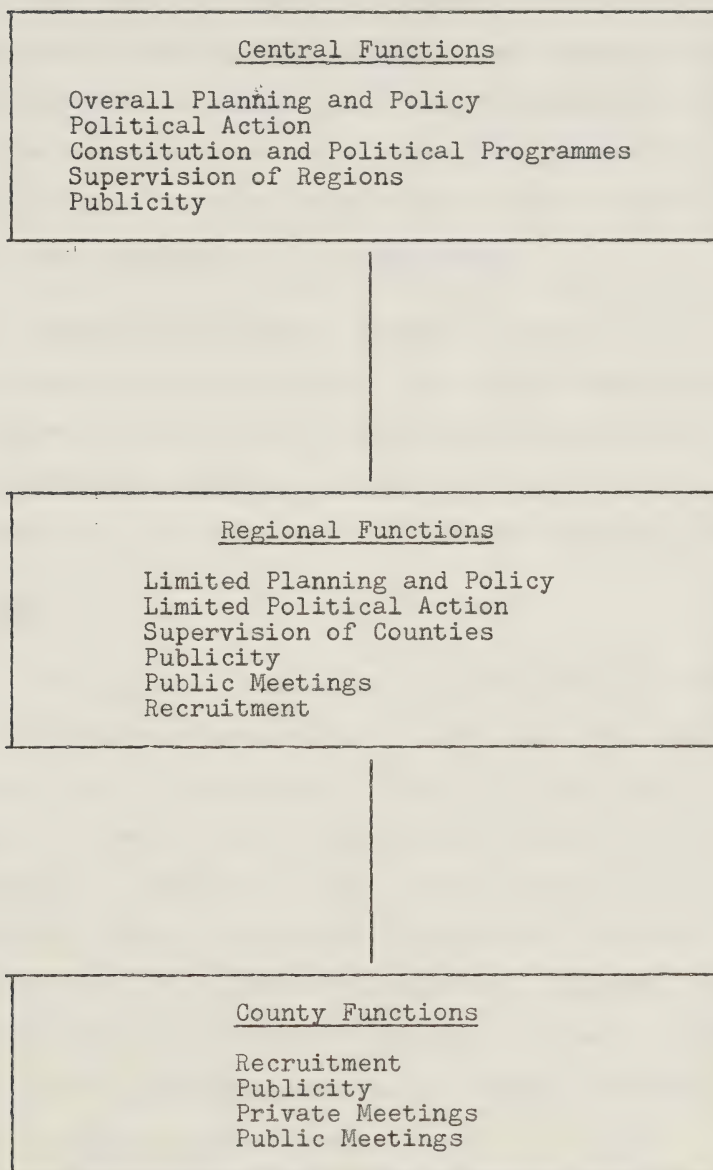 Central Functions
Overall Planning and Policy
Political Action
Constitution and Political Programmes
Supervision of Regions
Publicity
Regional Functions
Limited Planning and Policy
Limited Political Action
Supervision of Counties
Publicity
Public Meetings
Recruitment
County Functions
Recruitment
Publicity
Private Meetings
Public Meetings